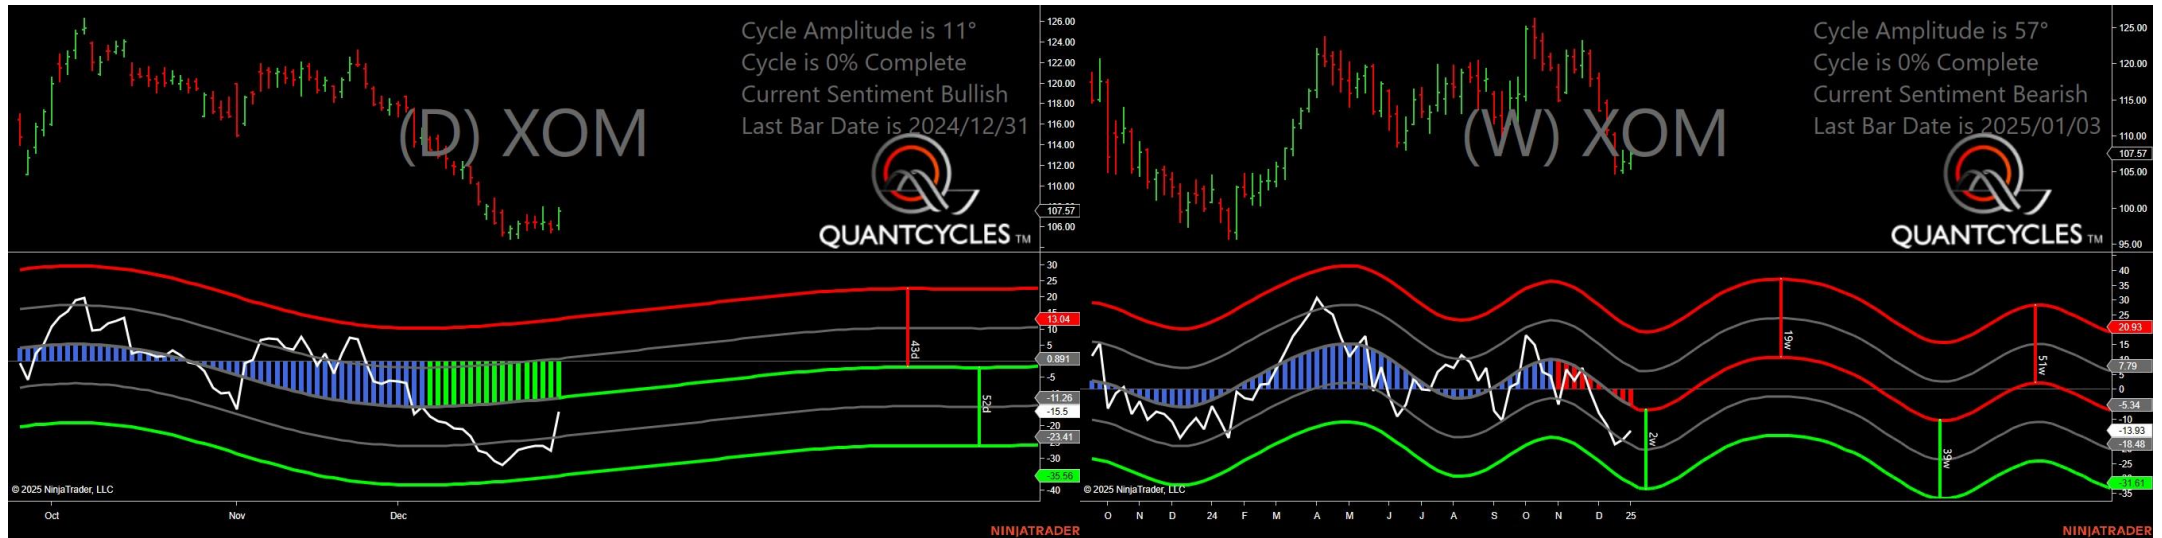 Cycle Amplitude is 11°
Cycle is 0% Complete
Current Sentiment Bullish
Last Bar Date is 2024/12/31
(D) XOM
QUANTCYCLES TM
126.00
124.00
122.00
120.00
118.00
116.00
114.00
112.00
110.00
107.57
106.00
30
25
20
13.04
10
5
0.891
-5
-11.26
-15.5
-20
-23.41
-30
-35.56
-40
43d
52d
© 2025 NinjaTrader, LLC
Oct
Nov
Dec
NINJATRADER
Cycle Amplitude is 57°
Cycle is 0% Complete
Current Sentiment Bearish
Last Bar Date is 2025/01/03
(W) XOM
QUANTCYCLES TM
125.00
120.00
115.00
110.00
107.57
105.00
100.00
95.00
40
35
30
25
20.93
15
10
7.79
5
0
-5.34
-10
-13.93
-18.48
-25
-31.61
-35
2w
19w
39w
51w
© 2025 NinjaTrader, LLC
O N D 24 F M A M J J A S O N D 25
NINJATRADER